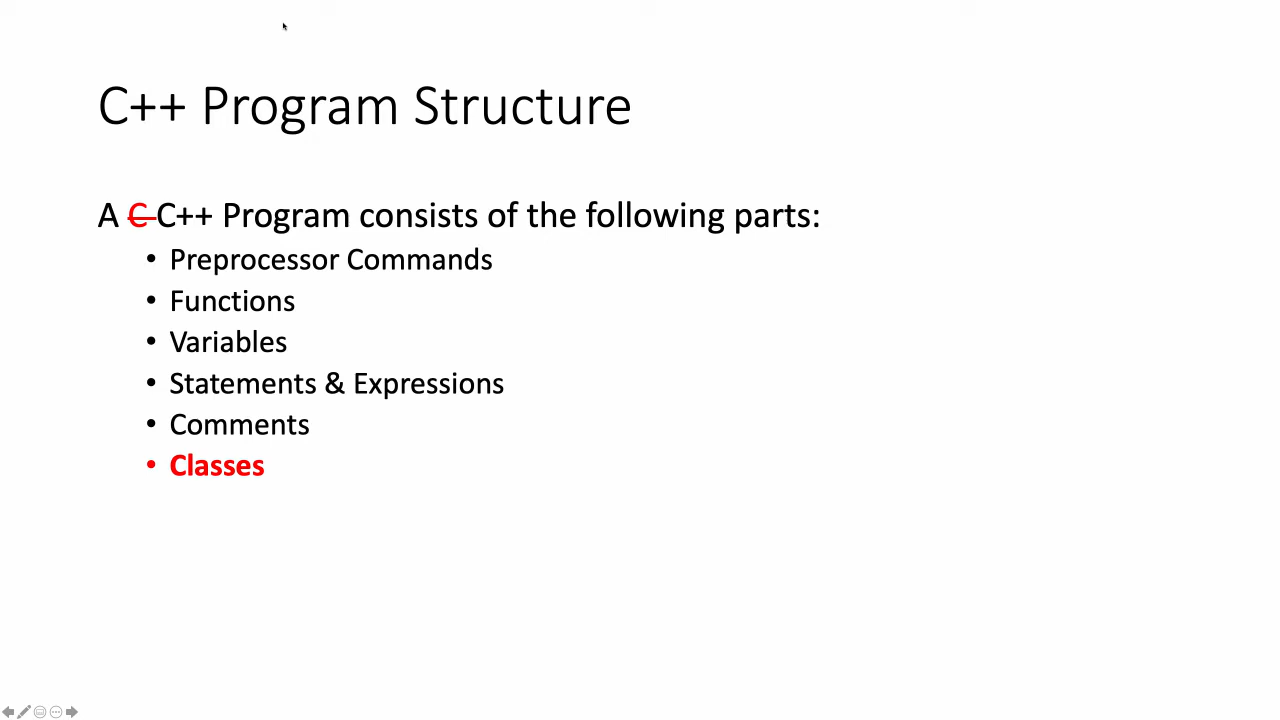 C++ Program Structure
A C C++ Program consists of the following parts:
• Preprocessor Commands
• Functions
• Variables
• Statements & Expressions
• Comments
• Classes